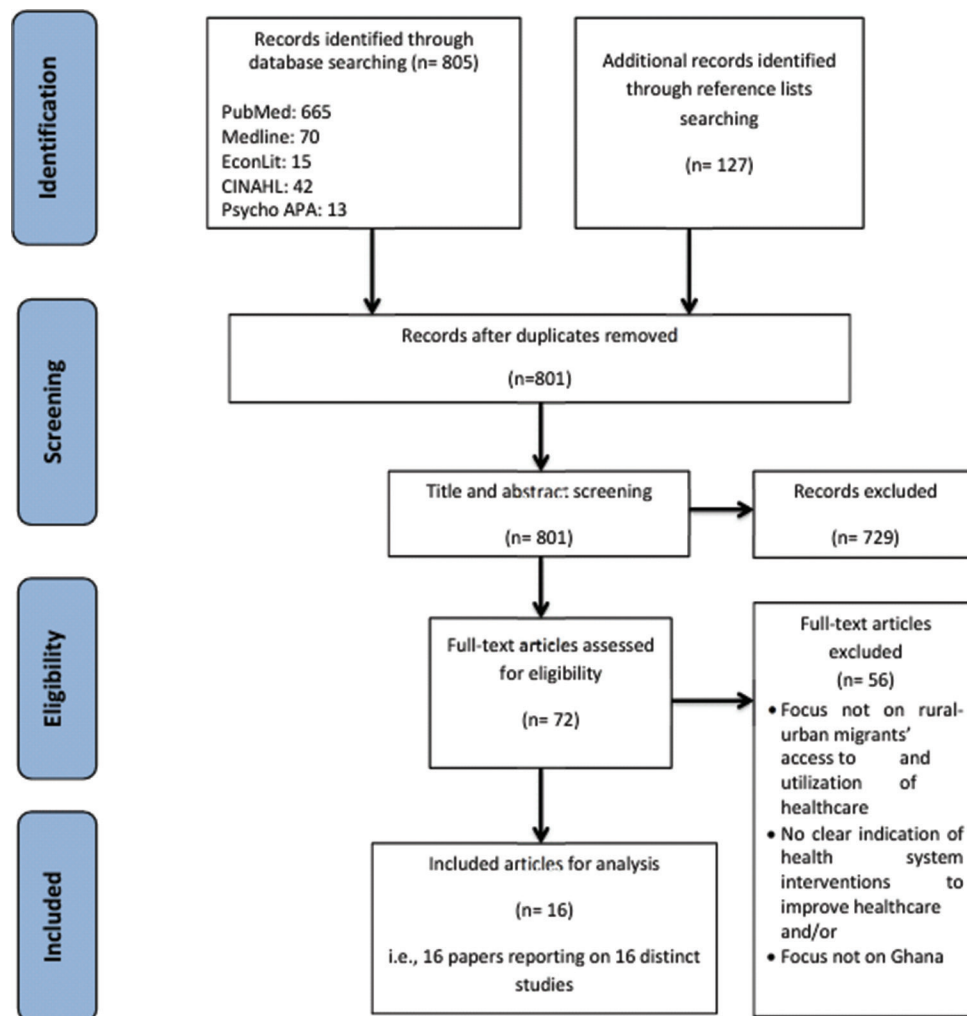 Identification
Records identified through
database searching (n= 805)
PubMed: 665
Medline: 70
EconLit: 15
CINAHL: 42
Psycho APA: 13
Additional records identified
through reference lists
searching
(n= 127)
Screening
Records after duplicates removed
(n=801)
Title and abstract screening
(n= 801)
Records excluded
(n= 729)
Eligibility
Full-text articles assessed
for eligibility
(n= 72)
Full-text articles
excluded
(n= 56)
• Focus not on rural-
urban migrants'
access to and
utilization of
healthcare
• No clear indication of
health system
interventions to
improve healthcare
and/or
• Focus not on Ghana
Included
Included articles for analysis
(n= 16)
i.e., 16 papers reporting on 16 distinct
studies